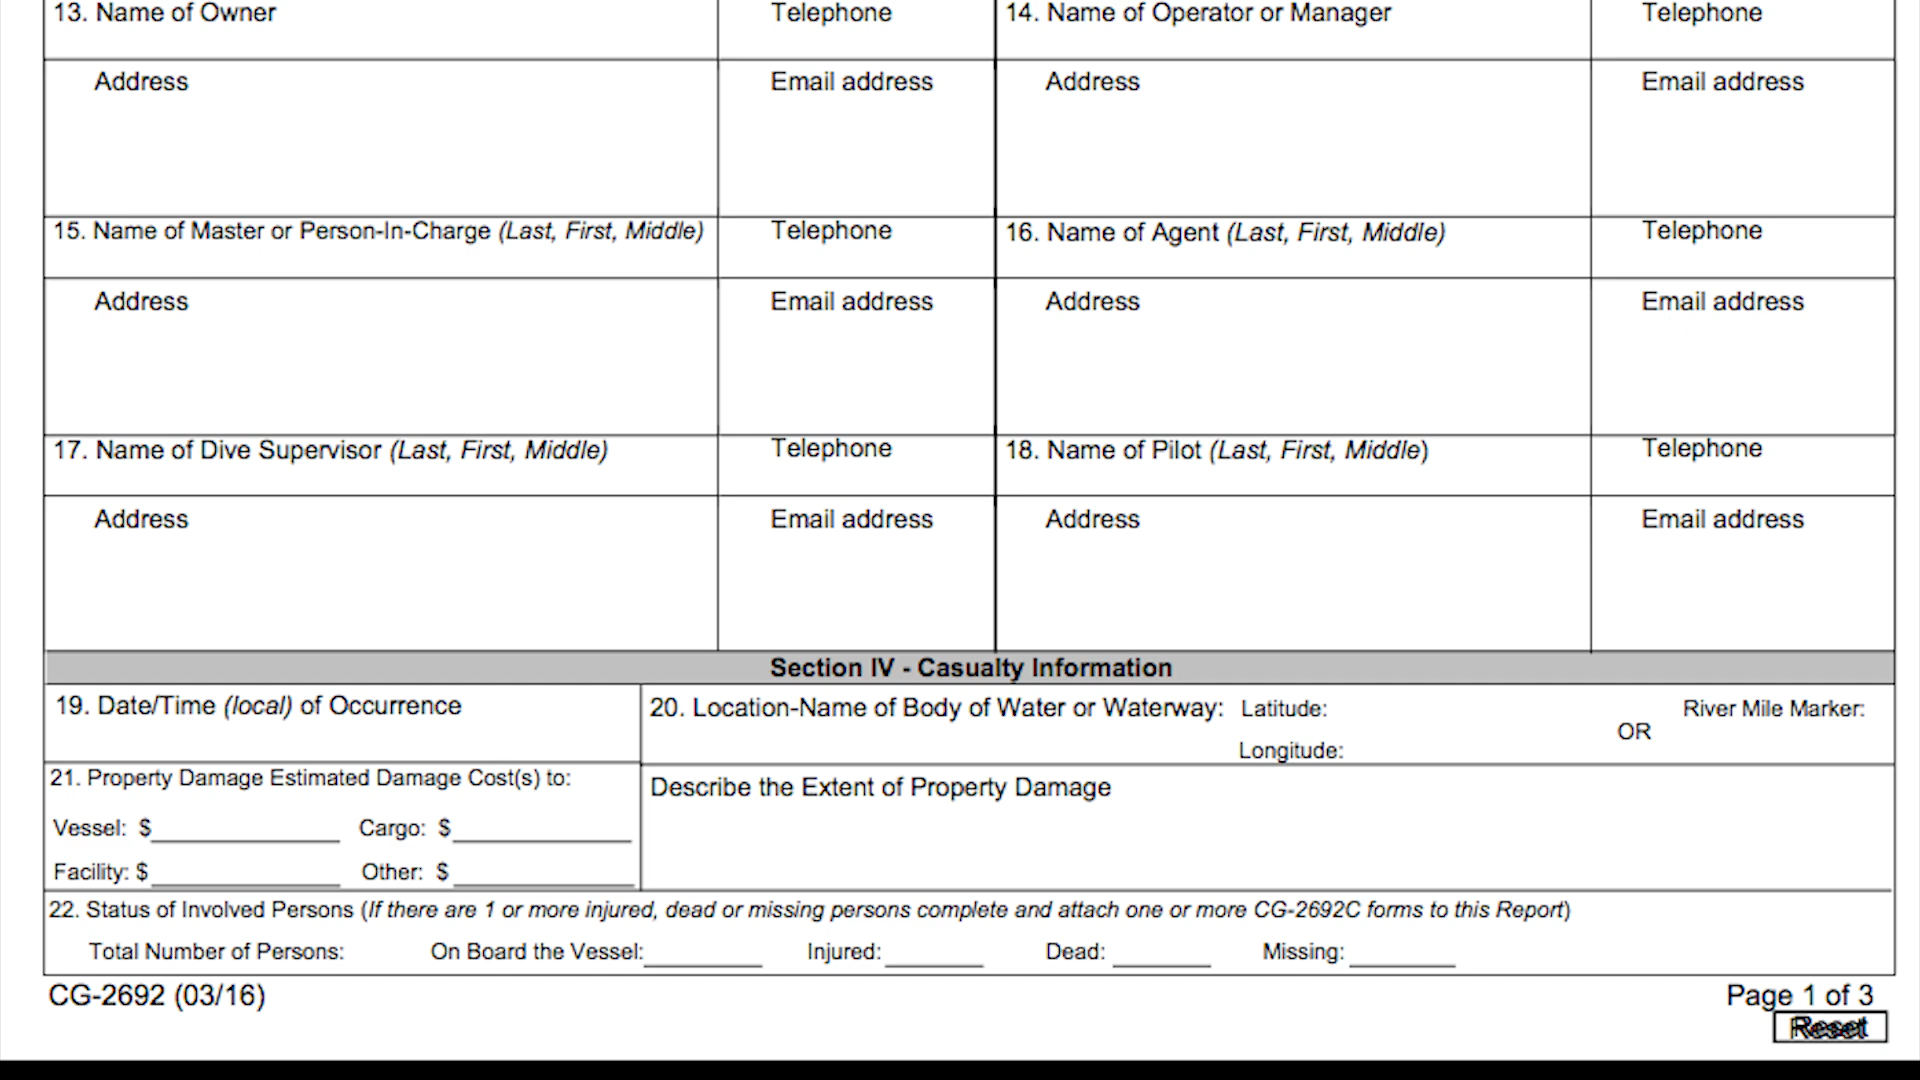 13. Name of Owner Telephone 14. Name of Operator or Manager Telephone
Address Email address Address Email address
15. Name of Master or Person-In-Charge (Last, First, Middle) Telephone 16. Name of Agent (Last, First, Middle) Telephone
Address Email address Address Email address
17. Name of Dive Supervisor (Last, First, Middle) Telephone 18. Name of Pilot (Last, First, Middle) Telephone
Address Email address Address Email address
Section IV - Casualty Information
19. Date/Time (local) of Occurrence 20. Location-Name of Body of Water or Waterway: Latitude: River Mile Marker:
OR
Longitude:
21. Property Damage Estimated Damage Cost(s) to: Describe the Extent of Property Damage
Vessel: $ Cargo: $
Facility: $ Other: $
22. Status of Involved Persons (If there are 1 or more injured, dead or missing persons complete and attach one or more CG-2692C forms to this Report)
Total Number of Persons: On Board the Vessel: Injured: Dead: Missing:
CG-2692 (03/16) Page 1 of 3
Reset